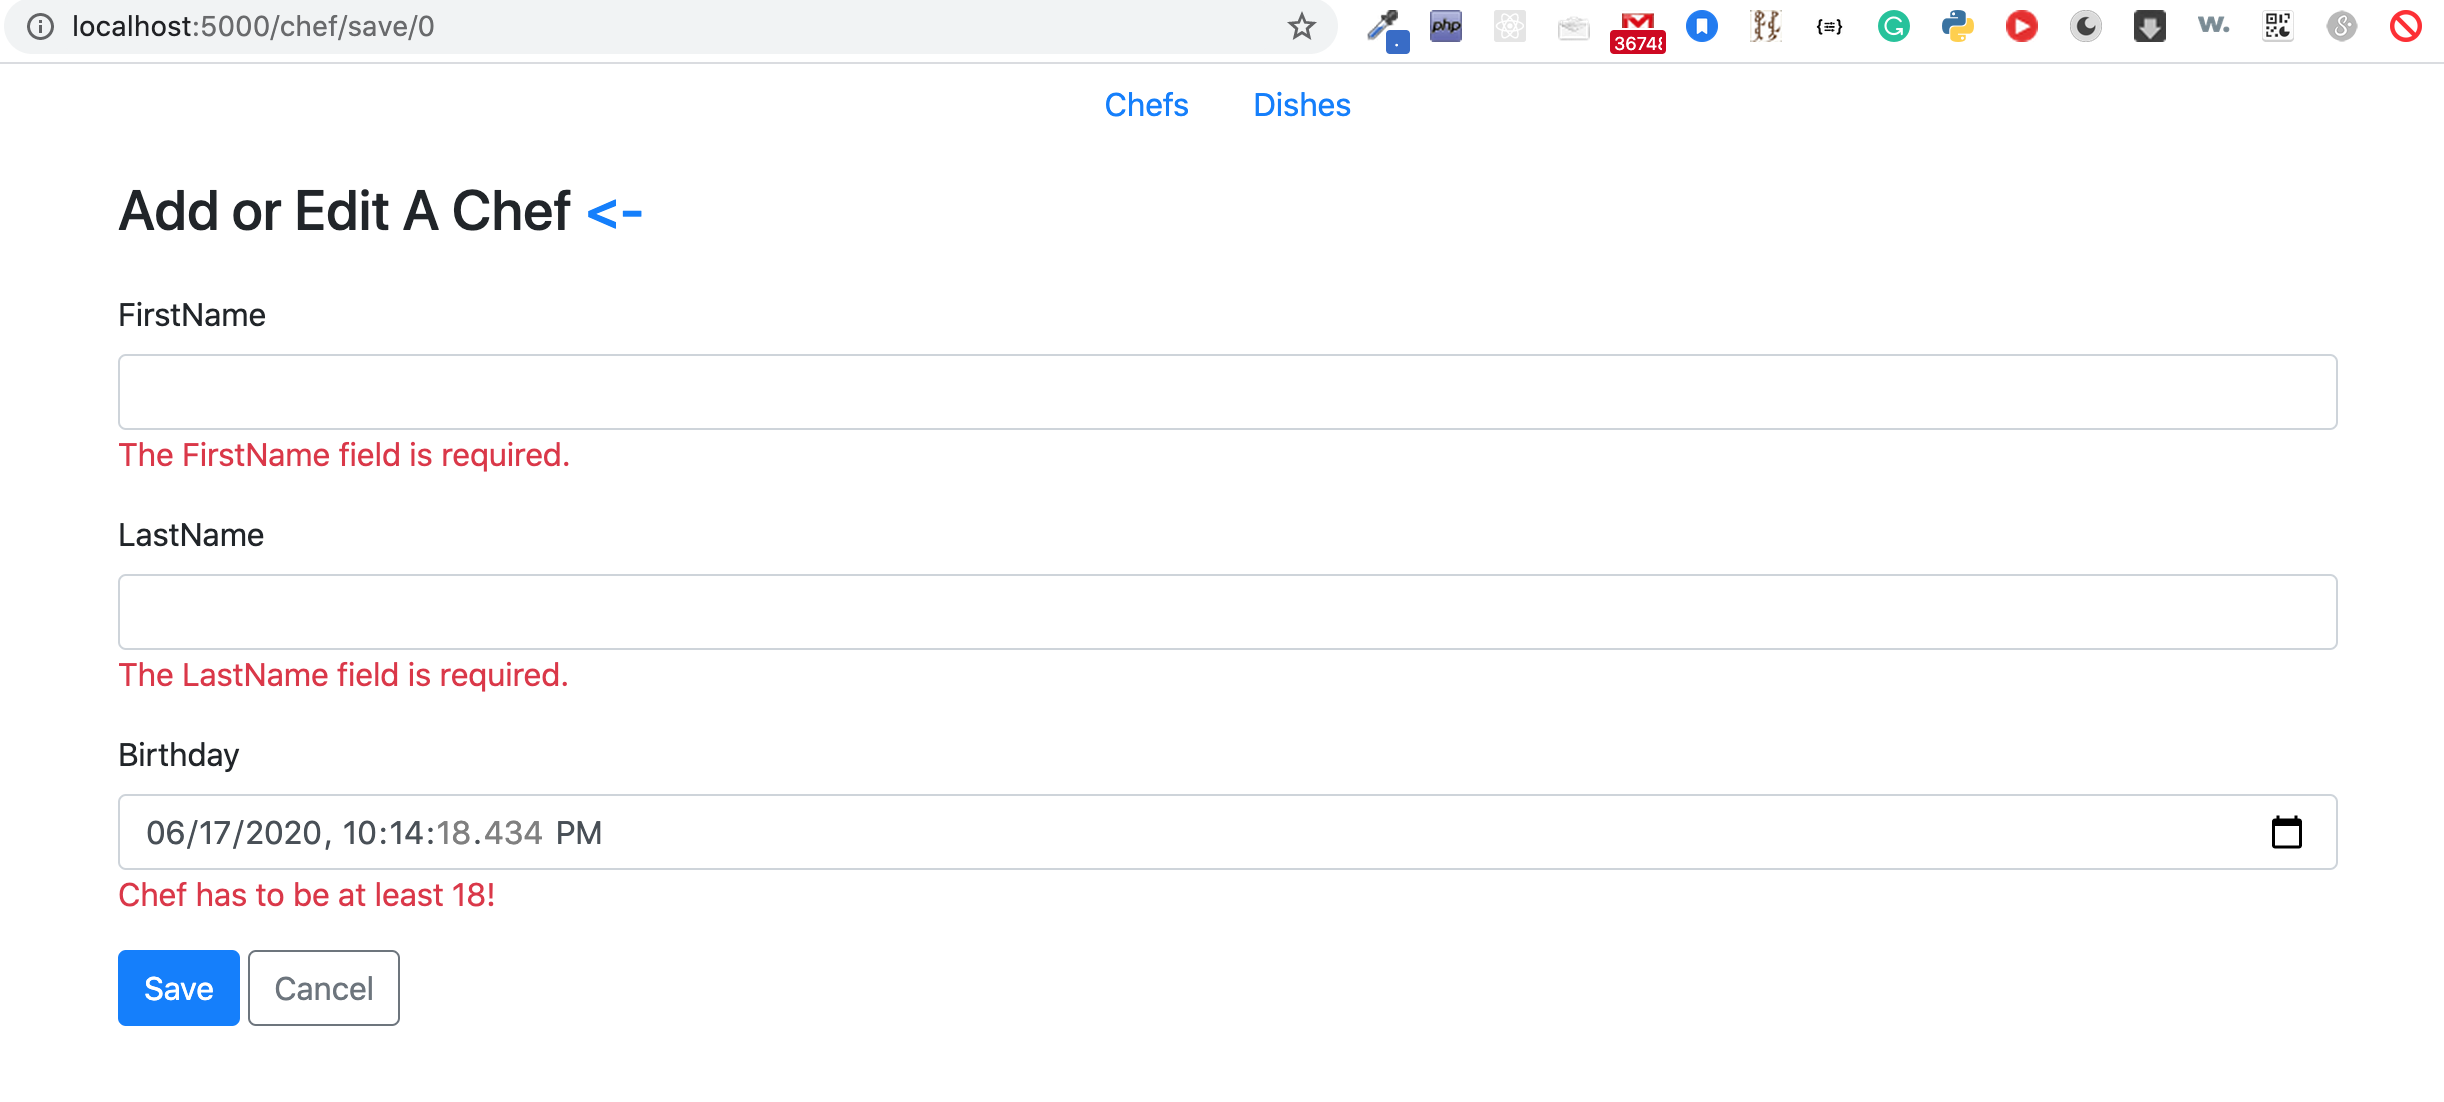 localhost:5000/chef/save/0
php
3674
{=}
G
w.
Chefs Dishes
Add or Edit A Chef <-
FirstName
The FirstName field is required.
LastName
The LastName field is required.
Birthday
06/17/2020, 10:14:18.434 PM
Chef has to be at least 18!
Save Cancel